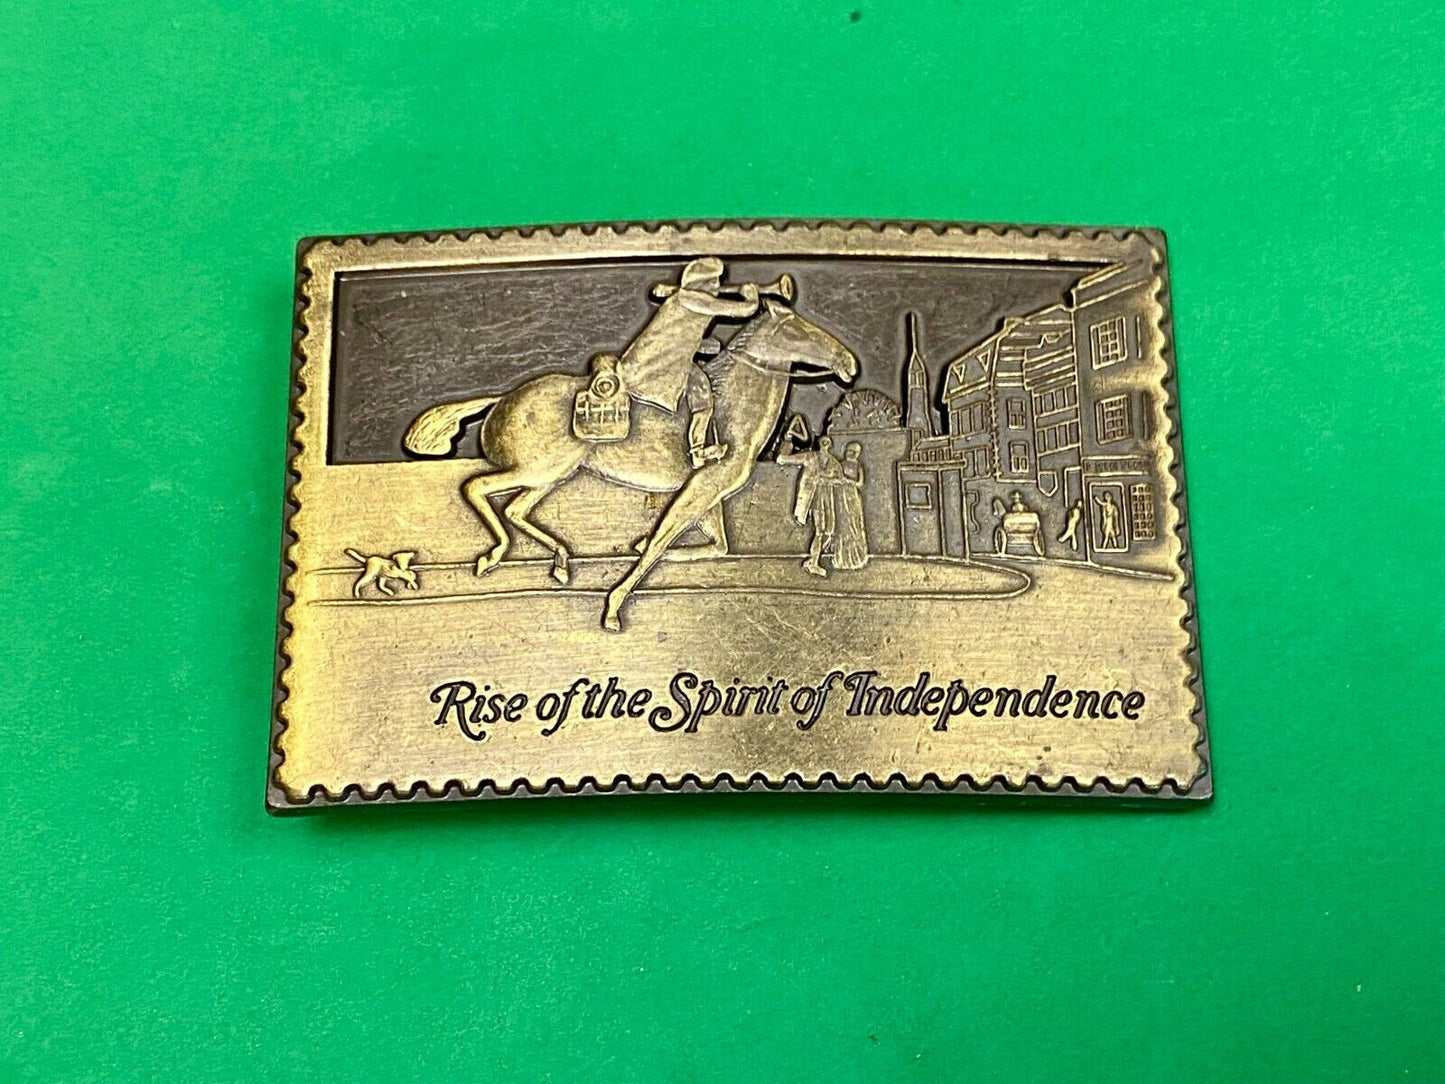 Rise of the Spirit of Independence